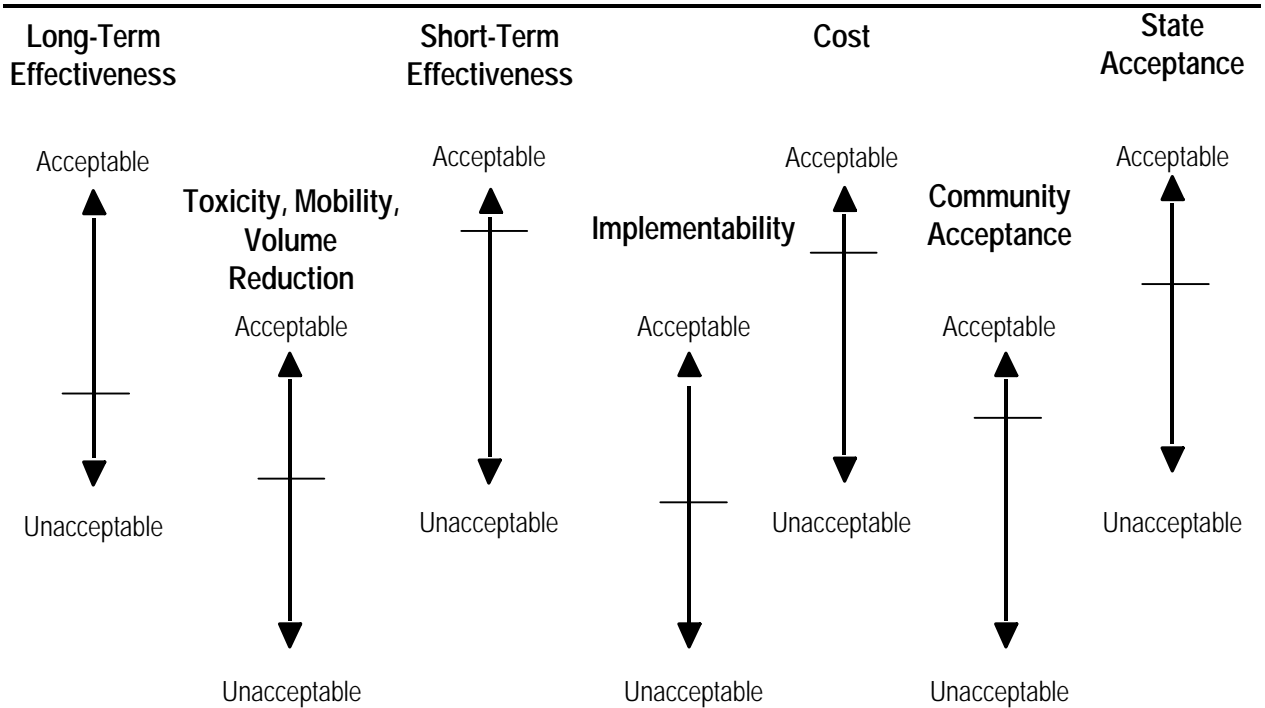 Long-Term
Effectiveness
Short-Term
Effectiveness
Cost
State
Acceptance
Acceptable
Acceptable
Acceptable
Acceptable
Toxicity, Mobility,
Volume
Reduction
Implementability
Community
Acceptance
Acceptable
Acceptable
Acceptable
Unacceptable
Unacceptable
Unacceptable
Unacceptable
Unacceptable
Unacceptable
Unacceptable